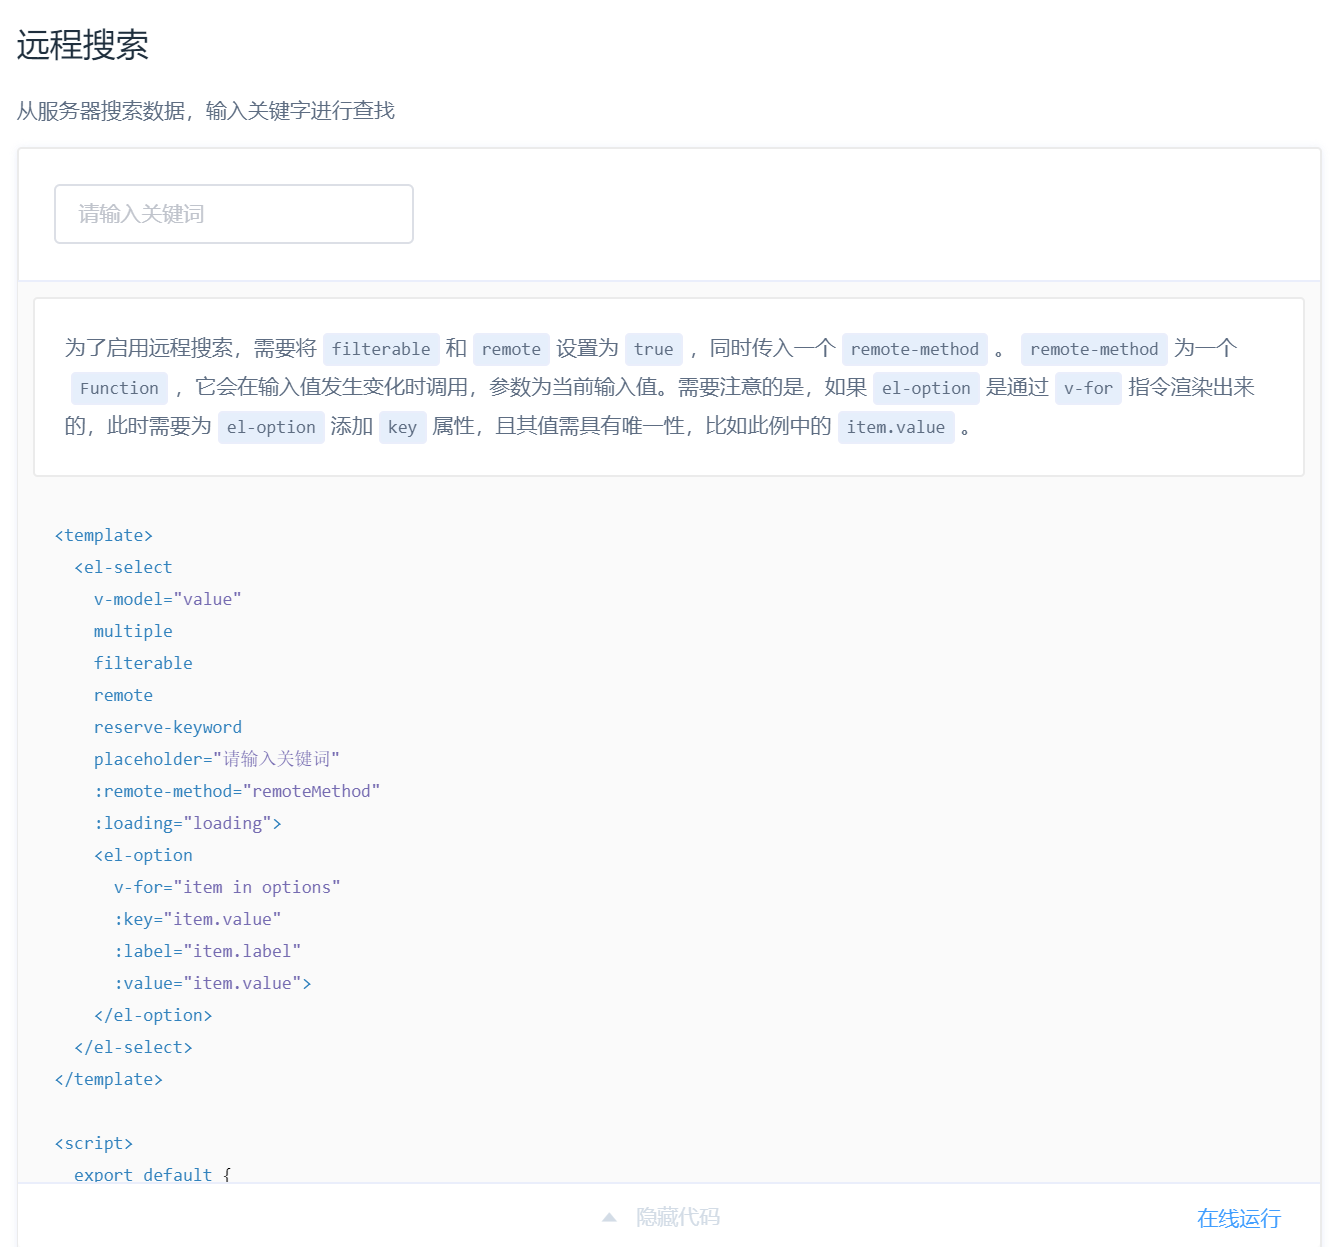 远程搜索
从服务器搜索数据，输入关键字进行查找
请输入关键词
为了启用远程搜索，需要将 filterable 和 remote 设置为 true ，同时传入一个 remote-method 。 remote-method 为一个
Function ，它会在输入值发生变化时调用，参数为当前输入值。需要注意的是，如果 el-option 是通过 v-for 指令渲染出来
的，此时需要为 el-option 添加 key 属性，且其值需具有唯一性，比如此例中的 item.value 。
<template>
  <el-select
    v-model="value"
    multiple
    filterable
    remote
    reserve-keyword
    placeholder="请输入关键词"
    :remote-method="remoteMethod"
    :loading="loading">
    <el-option
      v-for="item in options"
      :key="item.value"
      :label="item.label"
      :value="item.value">
    </el-option>
  </el-select>
</template>
<script>
  export default {
隐藏代码
在线运行